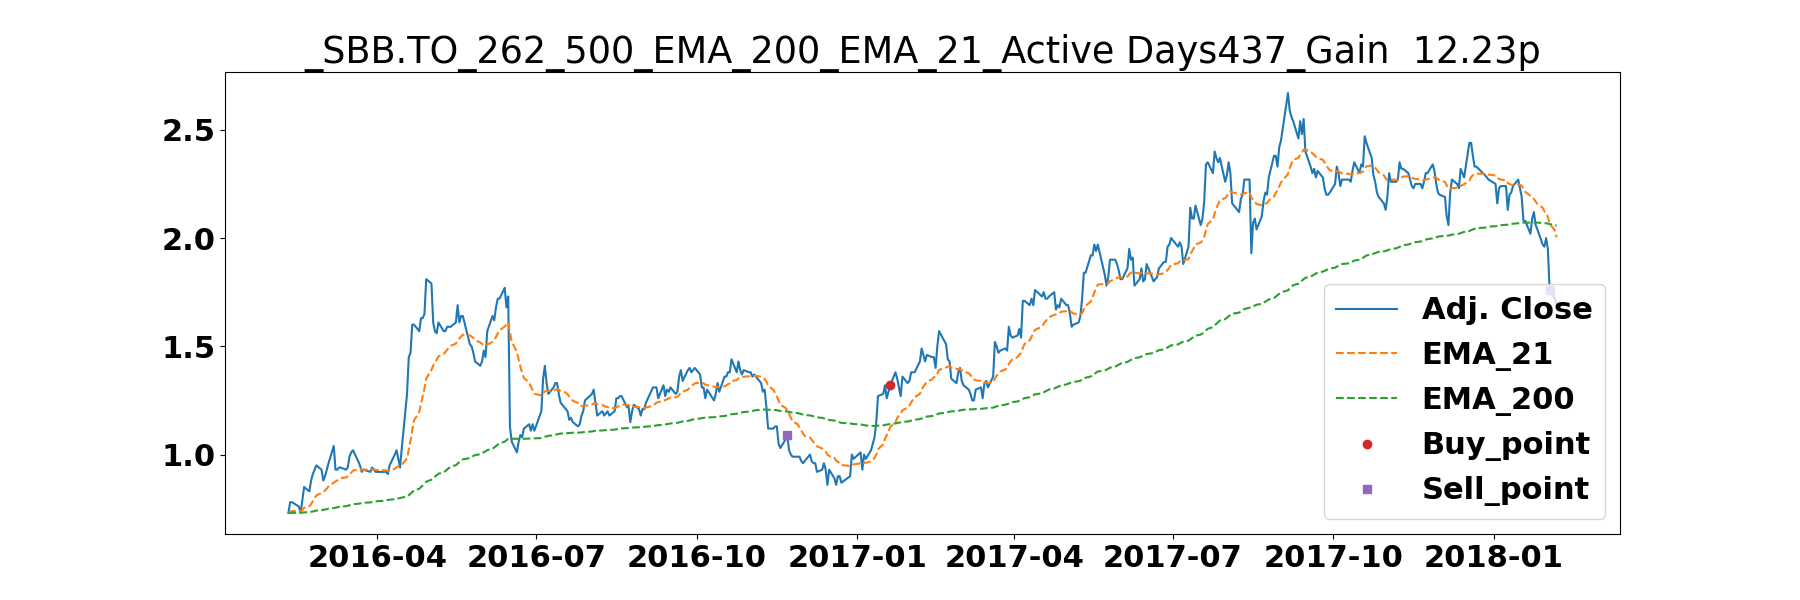 _SBB.TO_262_500_EMA_200_EMA_21_Active Days437_Gain  12.23p
2.5
2.0
1.5
1.0
Adj. Close
EMA_21
EMA_200
Buy_point
Sell_point
2016-04 2016-07 2016-10 2017-01 2017-04 2017-07 2017-10 2018-01